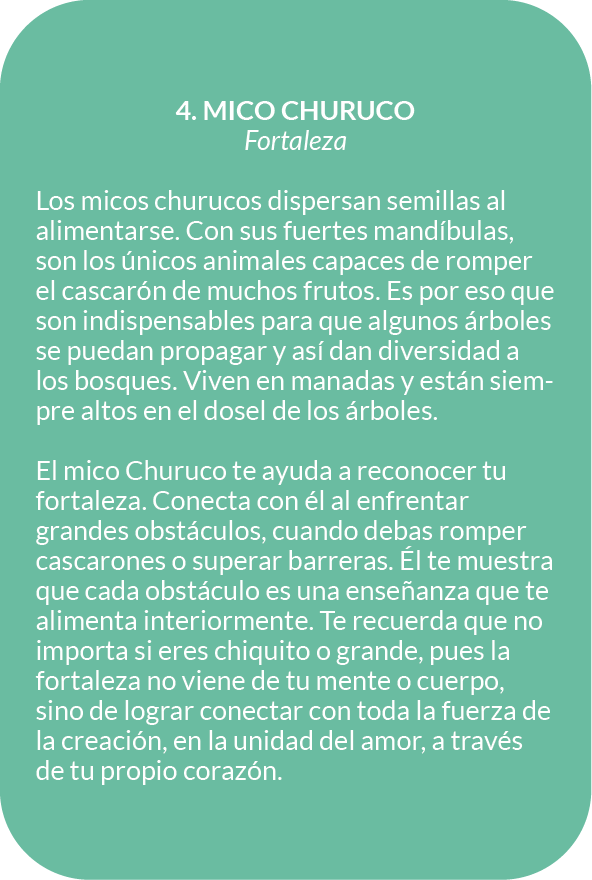 4. MICO CHURUCO
Fortaleza
Los micos churucos dispersan semillas al
alimentarse. Con sus fuertes mandíbulas,
son los únicos animales capaces de romper
el cascarón de muchos frutos. Es por eso que
son indispensables para que algunos árboles
se puedan propagar y así dan diversidad a
los bosques. Viven en manadas y están siem-
pre altos en el dosel de los árboles.
El mico Churuco te ayuda a reconocer tu
fortaleza. Conecta con él al enfrentar
grandes obstáculos, cuando debas romper
cascarones o superar barreras. Él te muestra
que cada obstáculo es una enseñanza que te
alimenta interiormente. Te recuerda que no
importa si eres chiquito o grande, pues la
fortaleza no viene de tu mente o cuerpo,
sino de lograr conectar con toda la fuerza de
la creación, en la unidad del amor, a través
de tu propio corazón.